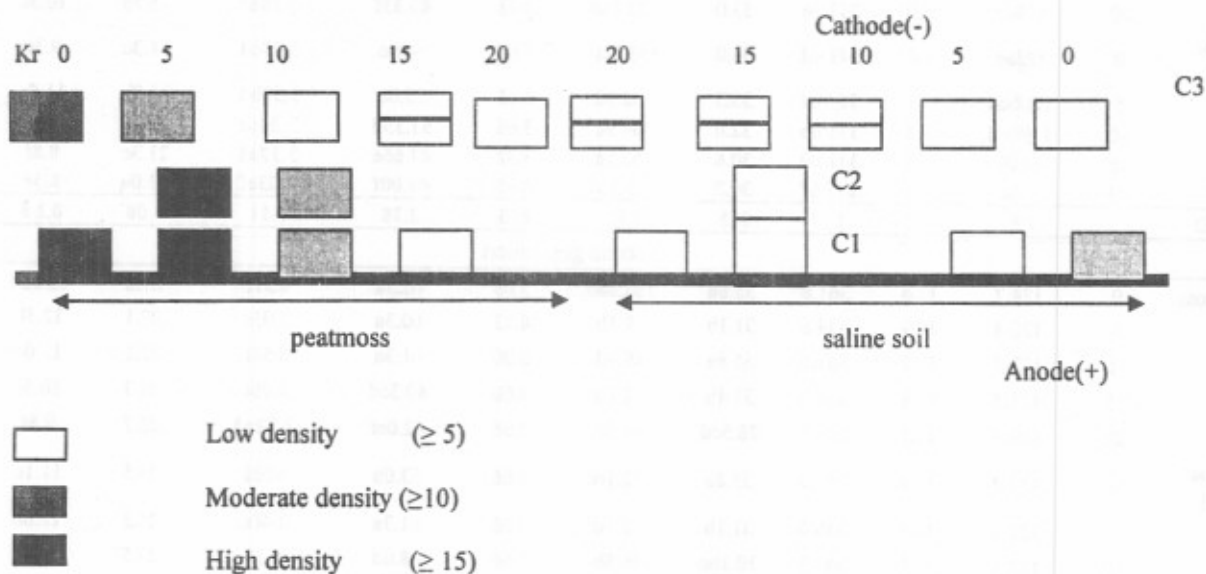 Cathode(-)
Kr 0 5 10 15 20 20 15 10 5 0
C3
C2
C1
peatmoss saline soil
Anode(+)
Low density (≥ 5)
Moderate density (≥10)
High density (≥ 15)